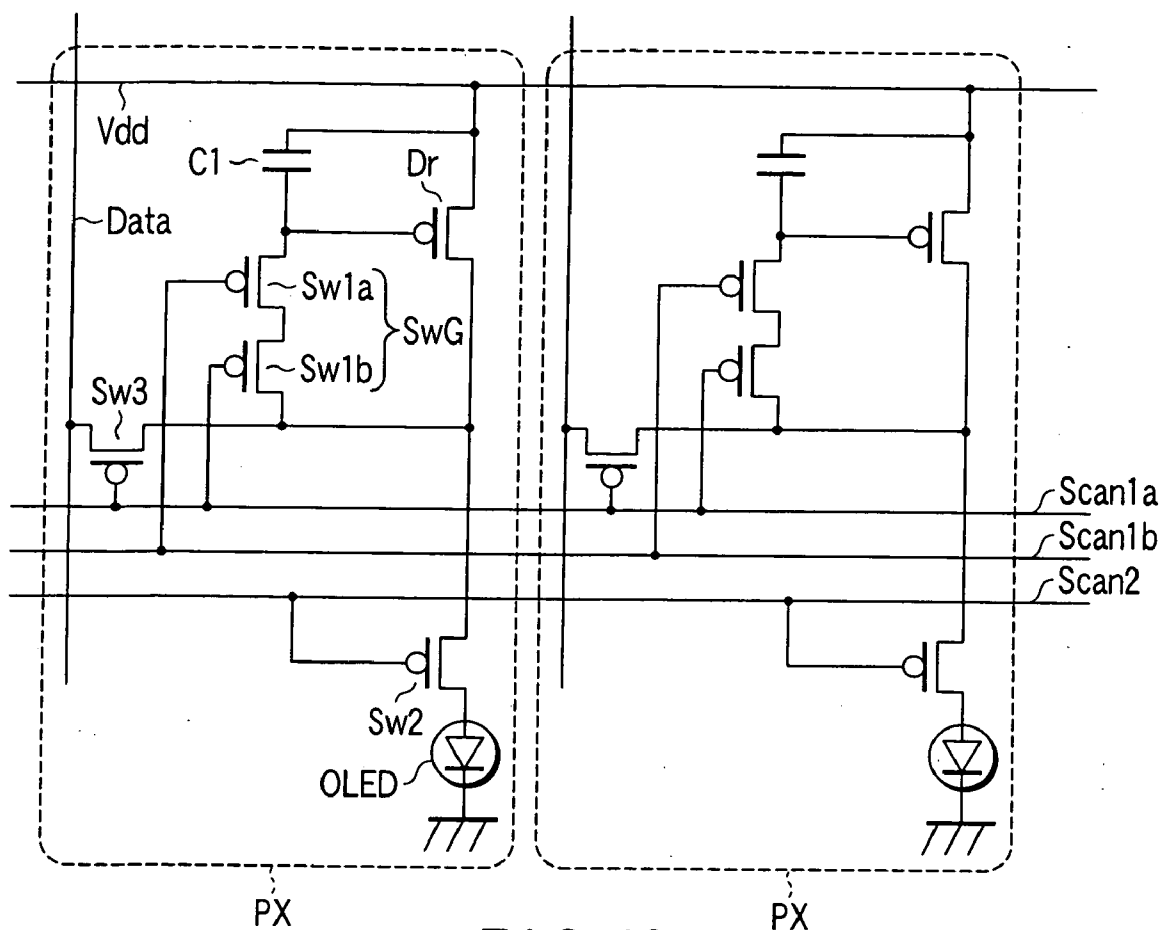 Vdd
C1
Dr
Data
Sw1a
SwG
Sw1b
Sw3
Scan1a
Scan1b
Scan2
Sw2
OLED
PX
PX